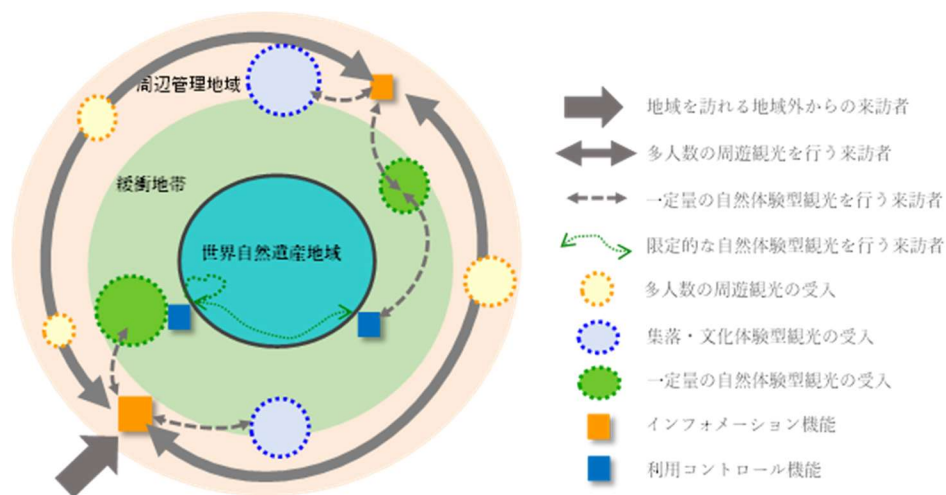 周辺管理地域
緩衝地帯
世界自然遺産地域
地域を訪れる地域外からの来訪者
多人数の周遊観光を行う来訪者
一定量の自然体験型観光を行う来訪者
限定的な自然体験型観光を行う来訪者
多人数の周遊観光の受入
集落・文化体験型観光の受入
一定量の自然体験型観光の受入
インフォメーション機能
利用コントロール機能